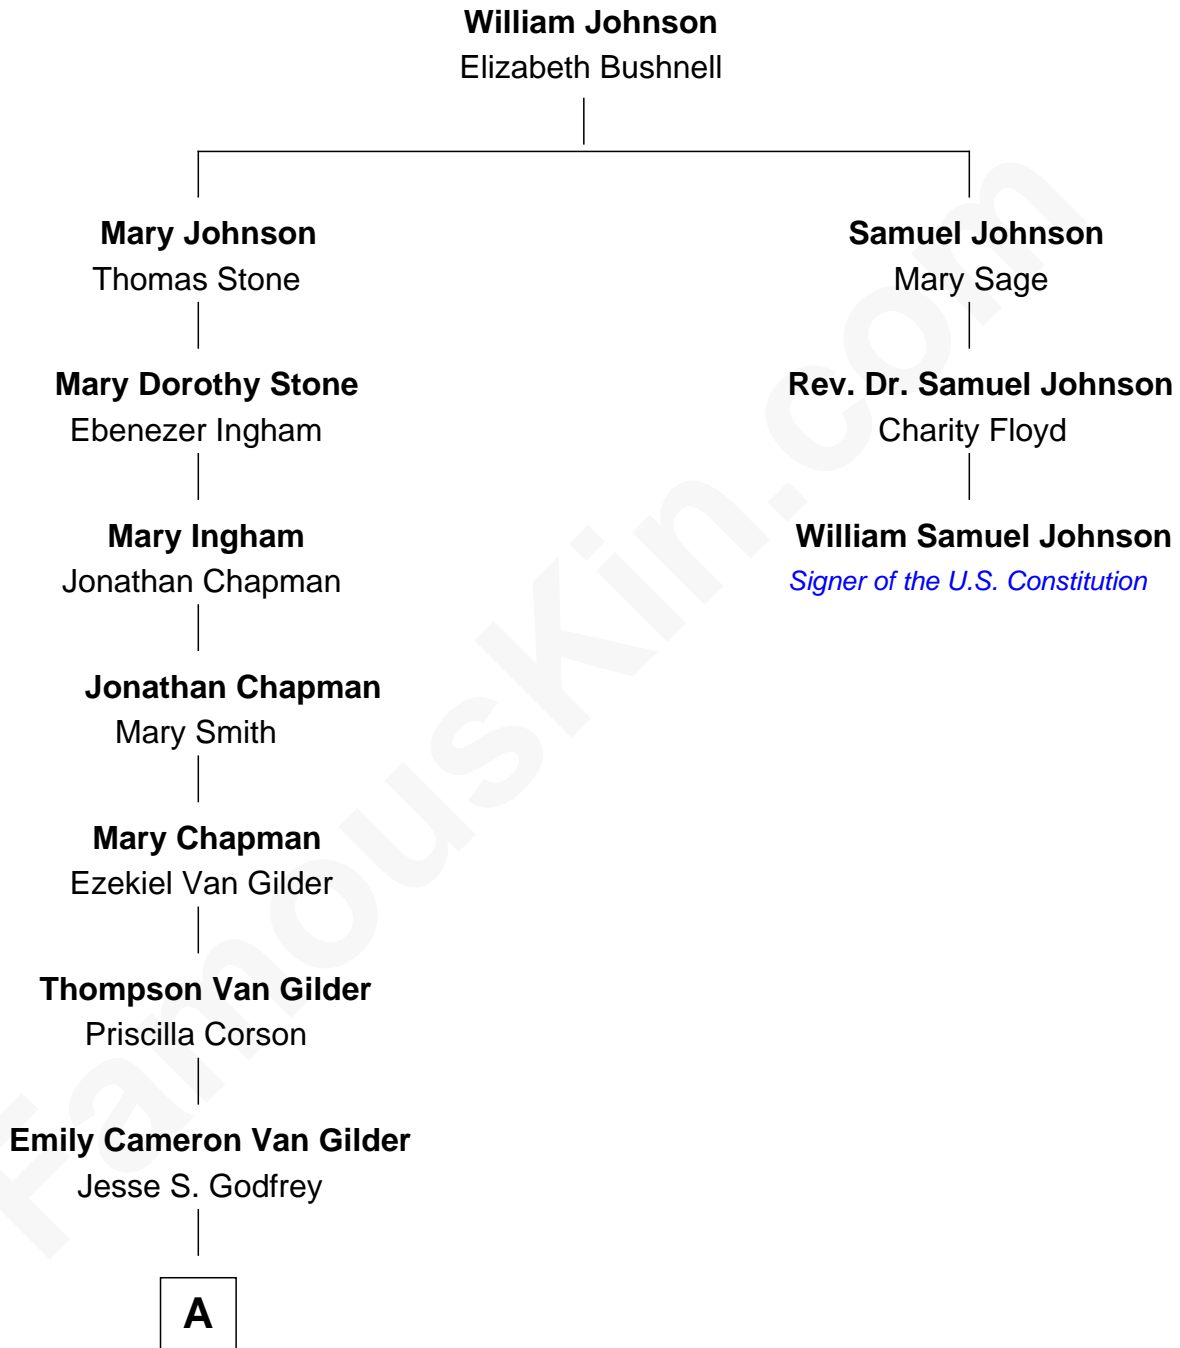 William Johnson
Elizabeth Bushnell
Mary Johnson
Thomas Stone
Samuel Johnson
Mary Sage
Mary Dorothy Stone
Ebenezer Ingham
Rev. Dr. Samuel Johnson
Charity Floyd
Mary Ingham
Jonathan Chapman
William Samuel Johnson
Signer of the U.S. Constitution
Jonathan Chapman
Mary Smith
Mary Chapman
Ezekiel Van Gilder
Thompson Van Gilder
Priscilla Corson
Emily Cameron Van Gilder
Jesse S. Godfrey
A
FamousKin.com